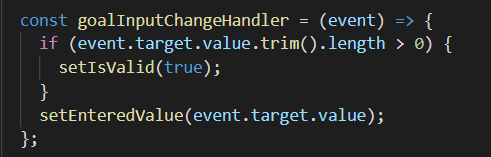 const goalInputChangeHandler = (event) => {
  if (event.target.value.trim().length > 0) {
    setIsValid(true);
  }
  setEnteredValue(event.target.value);
};